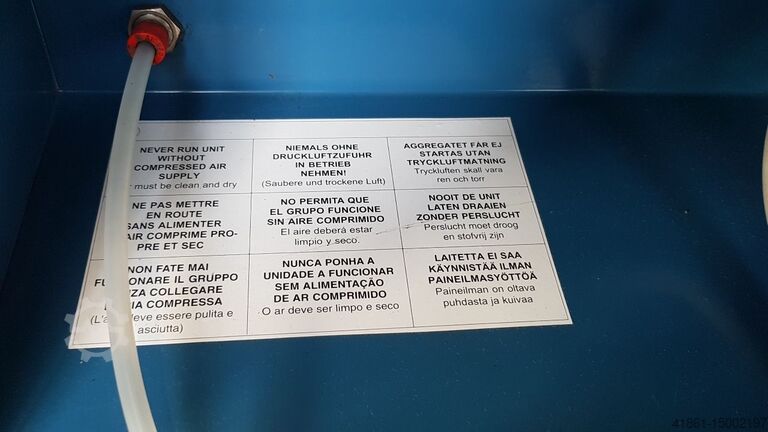 )
NEVER RUN UNIT
WITHOUT
COMPRESSED AIR
SUPPLY
must be clean and dry
NIEMALS OHNE
DRUCKLUFTZUFUHR
IN BETRIEB
NEHMEN!
(Saubere und trockene Luft)
AGGREGATET FÅR EJ
STARTAS UTAN
TRYCKLUFTMATNING
Tryckluften skall vara
ren och torr
NE PAS METTRE
EN ROUTE
SANS ALIMENTER
AIR COMPRIME PRO-
PRE ET SEC
NO PERMITA QUE
EL GRUPO FUNCIONE
SIN AIRE COMPRIMIDO
El aire deberá estar
limpio y seco.
NOOIT DE UNIT
LATEN DRAAIEN
ZONDER PERSLUCHT
Perslucht moet droog
en stofvrij zijn
NON FATE MAI
FUNZIONARE IL GRUPPO
COLLEGARE
COMPRESSA
deve essere pulita e
asciutta)
NUNCA PONHA A
UNIDADE A FUNCIONAR
SEM ALIMENTAÇÃO
DE AR COMPRIMIDO
O ar deve ser limpo e seco
LAITETTA EI SAA
KÄYNNISTÄÄ ILMAN
PAINEILMASYÖTTÖÄ
Paineilman on oltava
puhdasta ja kuivaa
41881-15002197